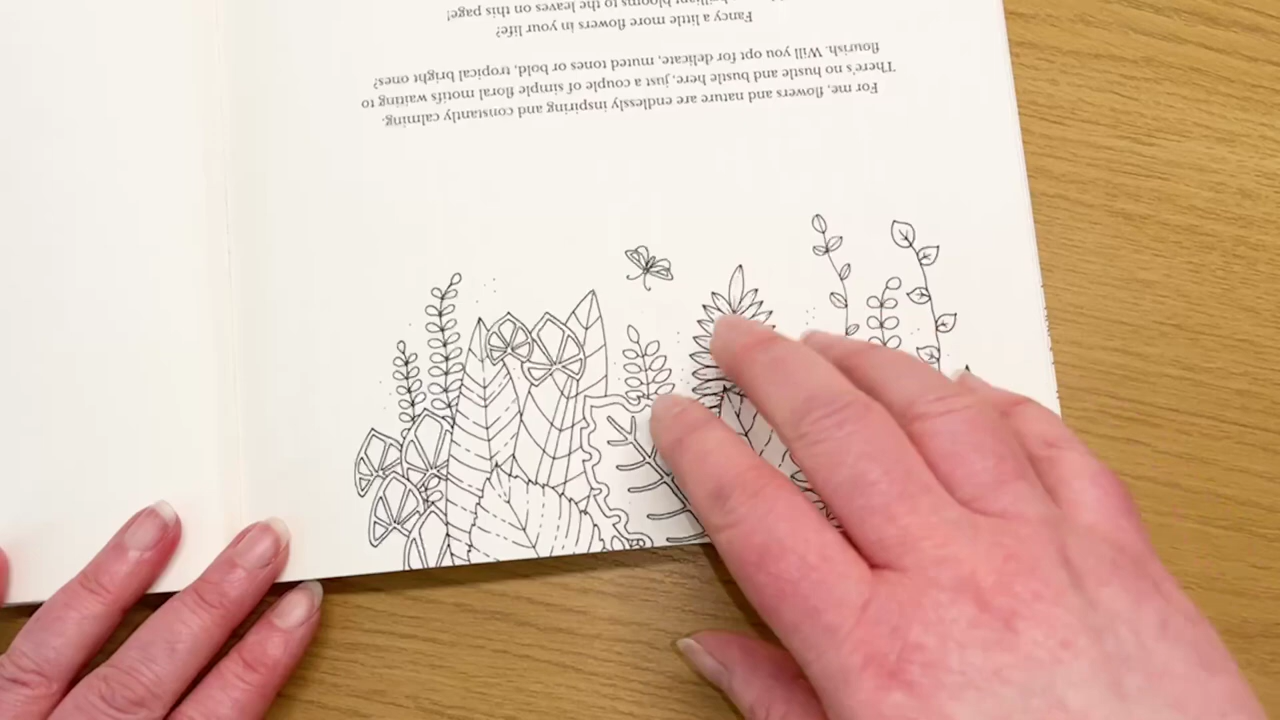 For me, flowers and nature are endlessly inspiring and constantly calming.
There's no hustle and bustle here, just a couple of simple floral motifs waiting to
flourish. Will you opt for delicate, muted tones or bold, tropical bright ones?
Fancy a little more flowers in your life?
blooms to the leaves on this page!